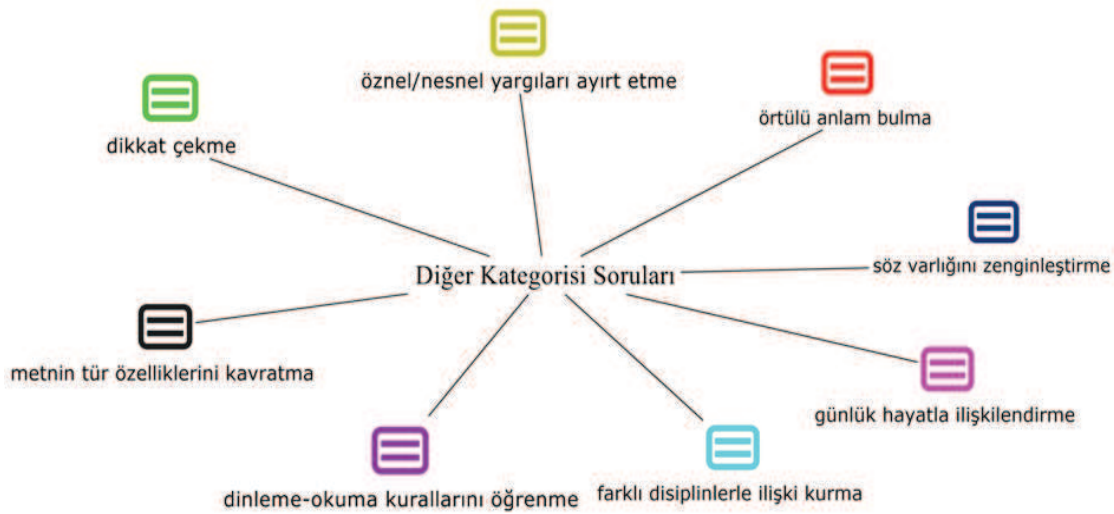 öznel/nesnel yargıları ayırt etme
örtülü anlam bulma
dikkat çekme
söz varlığını zenginleştirme
Diğer Kategorisi Soruları
metnin tür özelliklerini kavratma
günlük hayatla ilişkilendirme
dinleme-okuma kurallarını öğrenme
farklı disiplinlerle ilişki kurma